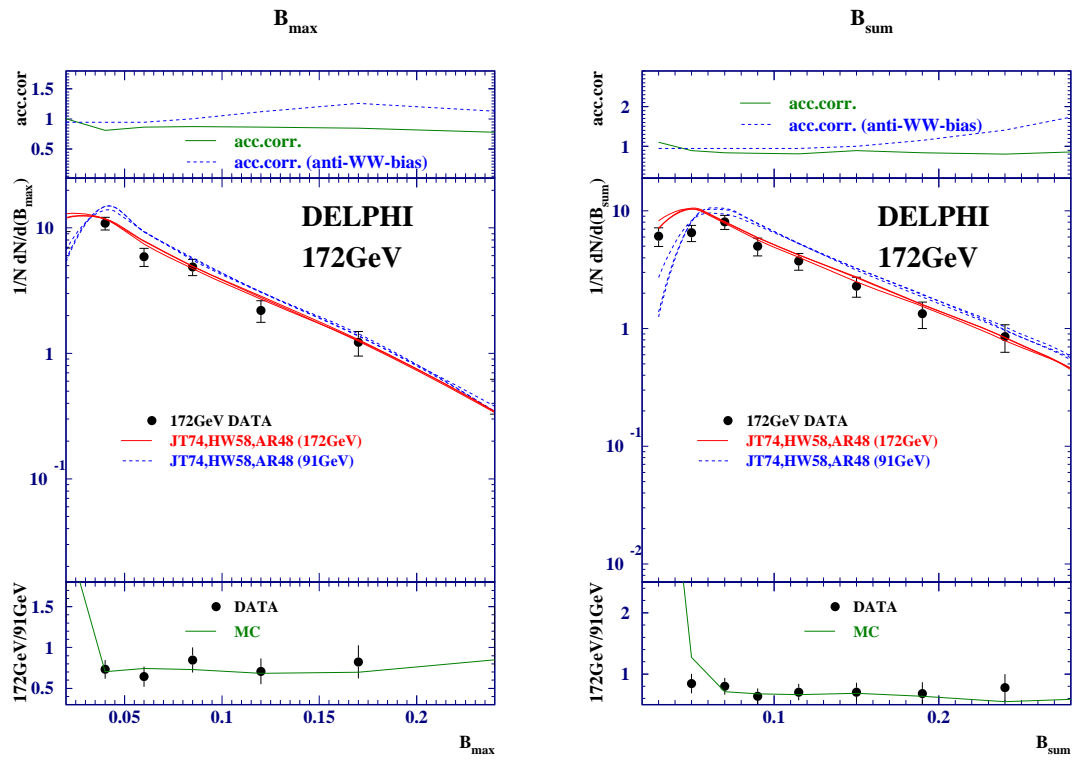 B_max
acc.cor
1.5
1
0.5
acc.corr.
acc.corr. (anti-WW-bias)
1/N dN/d(B_max)
10
1
10^-1
DELPHI
172GeV
172GeV DATA
JT74,HW58,AR48 (172GeV)
JT74,HW58,AR48 (91GeV)
172GeV/91GeV
1.5
1
0.5
DATA
MC
0.05
0.1
0.15
0.2
B_max
B_sum
acc.cor
2
1
acc.corr.
acc.corr. (anti-WW-bias)
1/N dN/d(B_sum)
10
1
10^-1
10^-2
DELPHI
172GeV
172GeV DATA
JT74,HW58,AR48 (172GeV)
JT74,HW58,AR48 (91GeV)
172GeV/91GeV
2
1
DATA
MC
0.1
0.2
B_sum